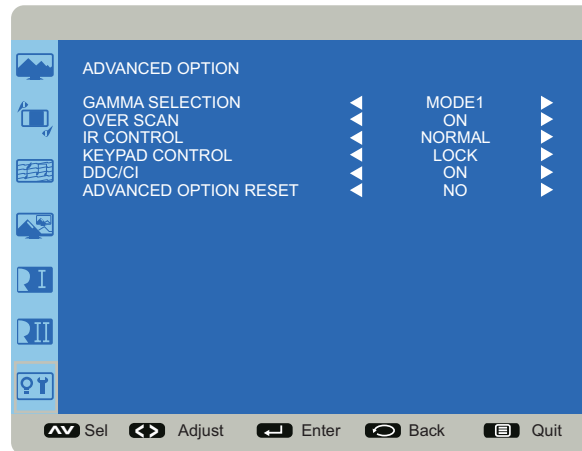 ADVANCED OPTION
GAMMA SELECTION MODE1
OVER SCAN ON
IR CONTROL NORMAL
KEYPAD CONTROL LOCK
DDC/CI ON
ADVANCED OPTION RESET NO
I
II
Sel Adjust Enter Back Quit